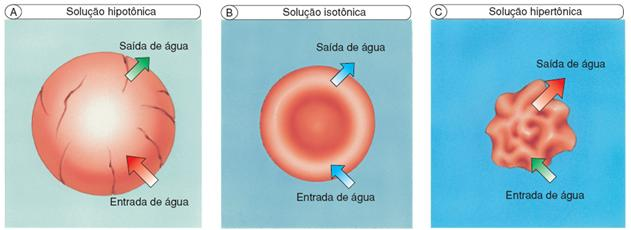 A Solução hipotônica
Saída de água
Entrada de água
B Solução isotônica
Saída de água
Entrada de água
C Solução hipertônica
Saída de água
Entrada de água